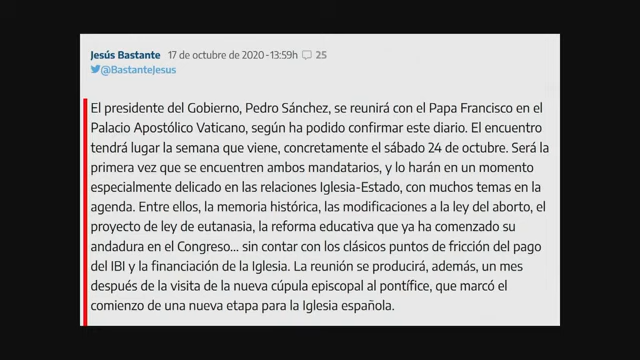 Jesús Bastante 17 de octubre de 2020 - 13:59h 25
@BastanteJesus
El presidente del Gobierno, Pedro Sánchez, se reunirá con el Papa Francisco en el
Palacio Apostólico Vaticano, según ha podido confirmar este diario. El encuentro
tendrá lugar la semana que viene, concretamente el sábado 24 de octubre. Será la
primera vez que se encuentren ambos mandatarios, y lo harán en un momento
especialmente delicado en las relaciones Iglesia-Estado, con muchos temas en la
agenda. Entre ellos, la memoria histórica, las modificaciones a la ley del aborto, el
proyecto de ley de eutanasia, la reforma educativa que ya ha comenzado su
andadura en el Congreso... sin contar con los clásicos puntos de fricción del pago
del IBI y la financiación de la Iglesia. La reunión se producirá, además, un mes
después de la visita de la nueva cúpula episcopal al pontífice, que marcó el
comienzo de una nueva etapa para la Iglesia española.